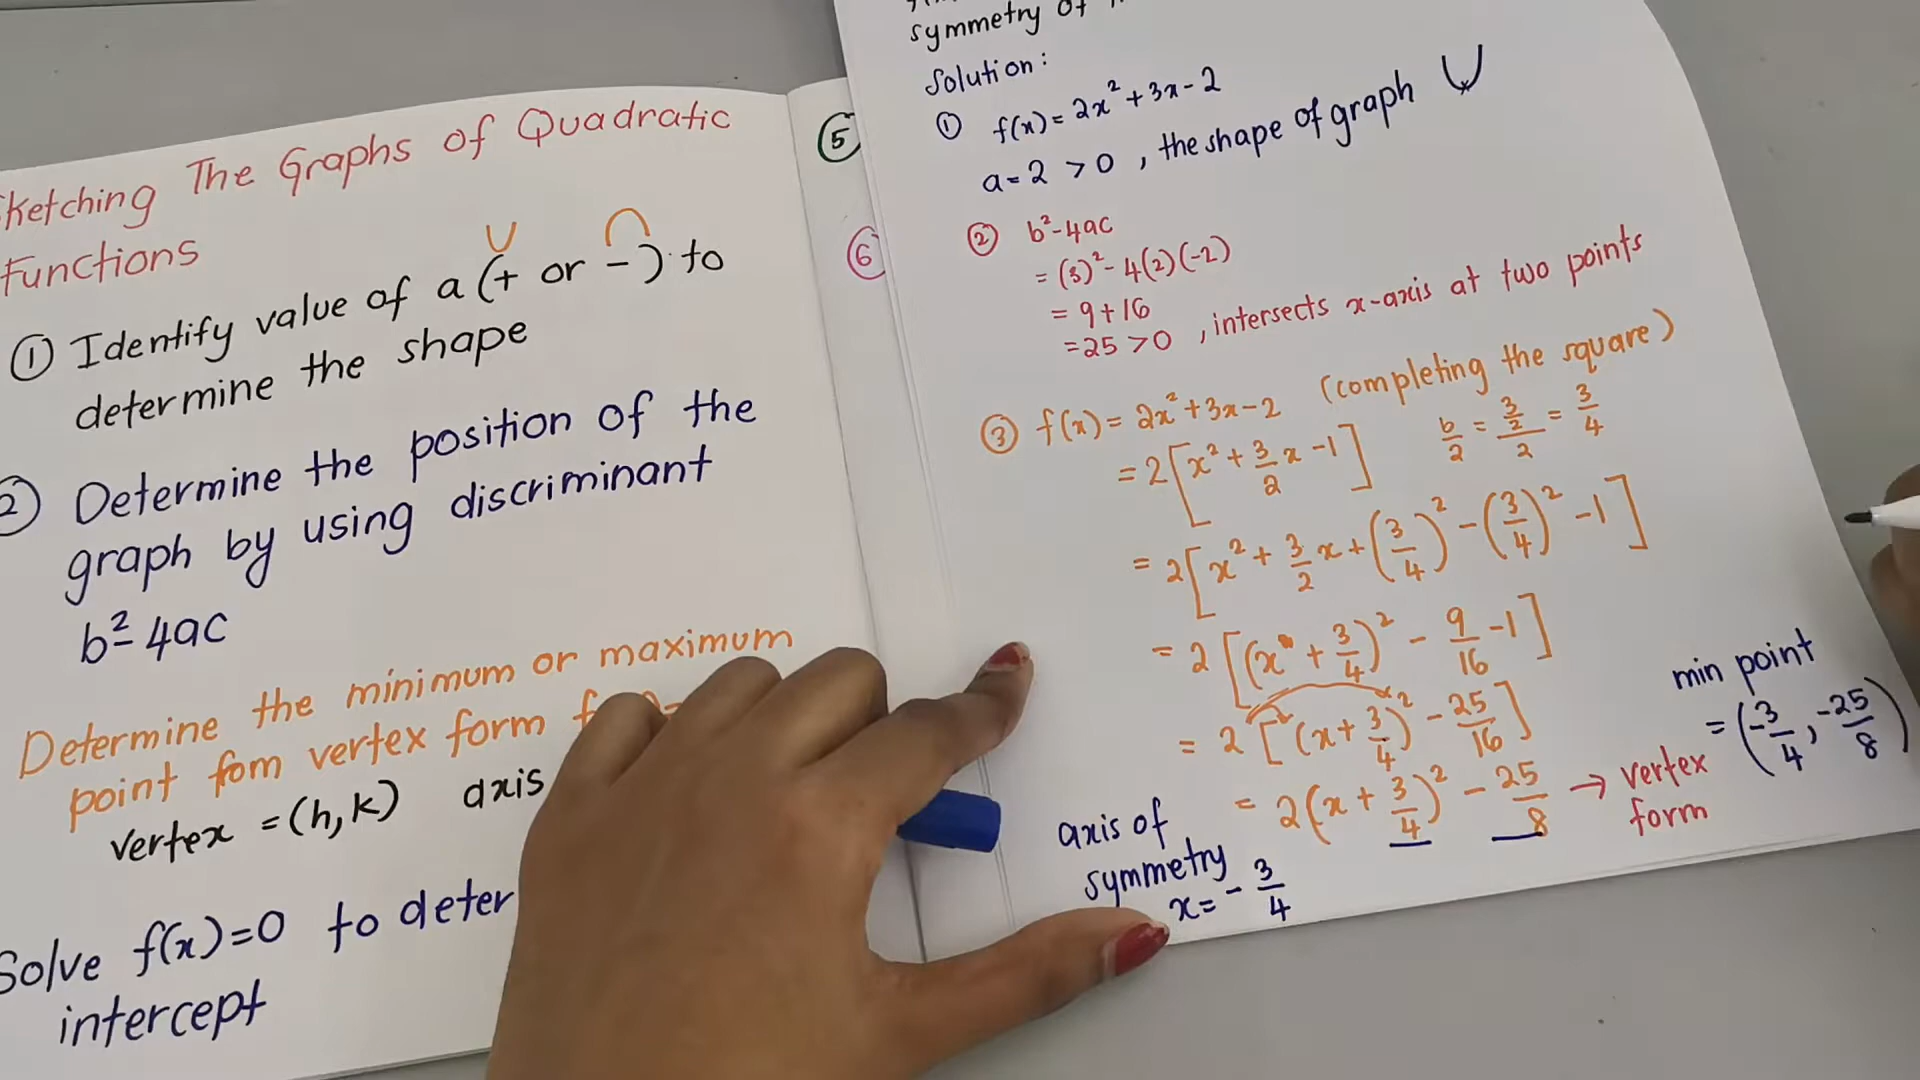 Sketching The Graphs of Quadratic
Functions
∪ ∩
① Identify value of a (+ or -) to
determine the shape
② Determine the position of the
graph by using discriminant
b²-4ac
Determine the minimum or maximum
point fom vertex form
vertex = (h,k) axis
Solve f(x)=0 to deter
intercept
⑤
⑥
symmetry of
Solution:
① f(x) = 2x² + 3x - 2
a = 2 > 0 , the shape of graph ∪
② b²-4ac
= (3)² - 4(2)(-2)
= 9+16
= 25 > 0 , intersects x-axis at two points
③ f(x) = 2x² + 3x - 2 (completing the square)
= 2[x² + 3/2 x - 1] b/2 = (3/2)/2 = 3/4
= 2[x² + 3/2 x + (3/4)² - (3/4)² - 1]
= 2[(x + 3/4)² - 9/16 - 1]
= 2[(x + 3/4)² - 25/16]
= 2(x + 3/4)² - 25/8 → vertex
form
min point
= (-3/4, -25/8)
axis of
symmetry
x = - 3/4